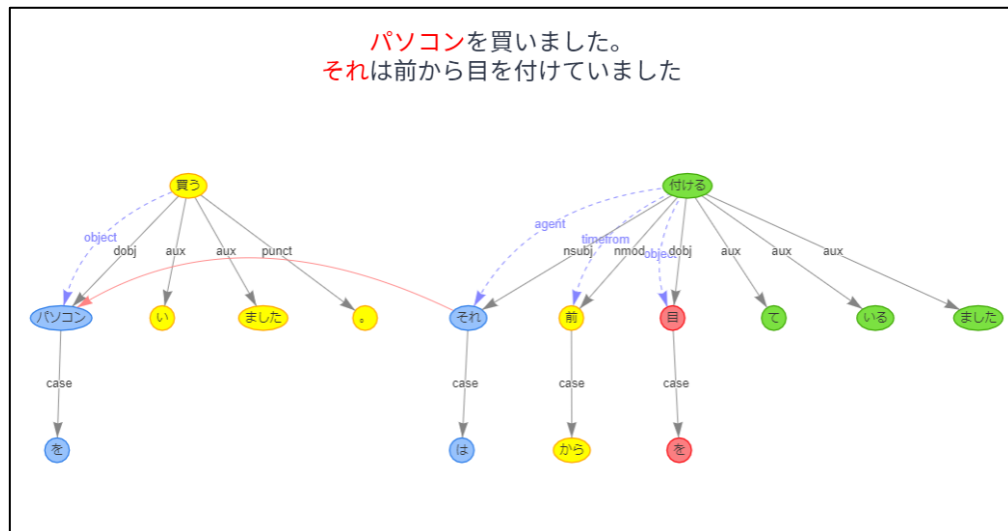 パソコンを買いました。
それは前から目を付けていました
買う 付ける
object agent
dobj aux aux punct nsubj timefrom nmod object dobj aux aux aux
パソコン い ました 。 それ 前 目 て いる ました
case case case case
を は から を